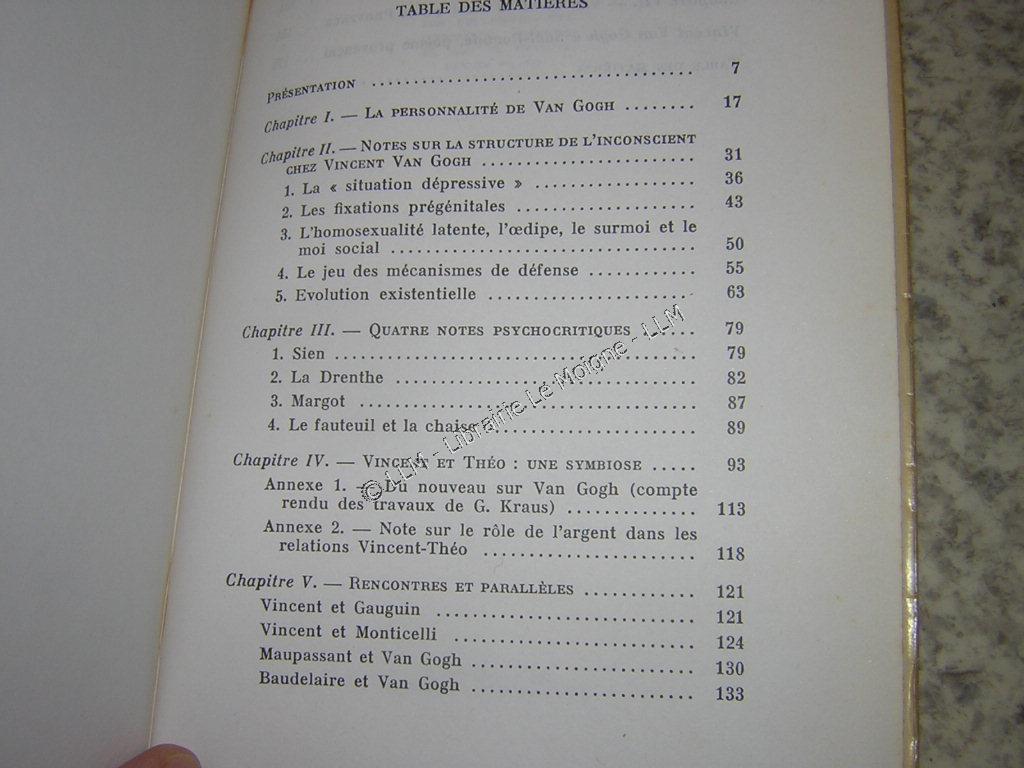 TABLE DES MATIÈRES
PRÉSENTATION .................................... 7
Chapitre I. — LA PERSONNALITÉ DE VAN GOGH ........ 17
Chapitre II. — NOTES SUR LA STRUCTURE DE L'INCONSCIENT
CHEZ VINCENT VAN GOGH ........................ 31
1. La « situation dépressive » .................. 36
2. Les fixations prégénitales .................... 43
3. L'homosexualité latente, l'œdipe, le surmoi et le
moi social .................................. 50
4. Le jeu des mécanismes de défense ............ 55
5. Evolution existentielle ....................... 63
Chapitre III. — QUATRE NOTES PSYCHOCRITIQUES ..... 79
1. Sien ........................................ 79
2. La Drenthe .................................. 82
3. Margot ...................................... 87
4. Le fauteuil et la chaise ....................... 89
Chapitre IV. — VINCENT ET THÉO : UNE SYMBIOSE ..... 93
Annexe 1. — Du nouveau sur Van Gogh (compte
rendu des travaux de G. Kraus) .............. 113
Annexe 2. — Note sur le rôle de l'argent dans les
relations Vincent-Théo ....................... 118
Chapitre V. — RENCONTRES ET PARALLÈLES ............ 121
Vincent et Gauguin ............................ 121
Vincent et Monticelli .......................... 124
Maupassant et Van Gogh ........................ 130
Baudelaire et Van Gogh ........................ 133
© LLM - Librairie Le Moigne - LLM